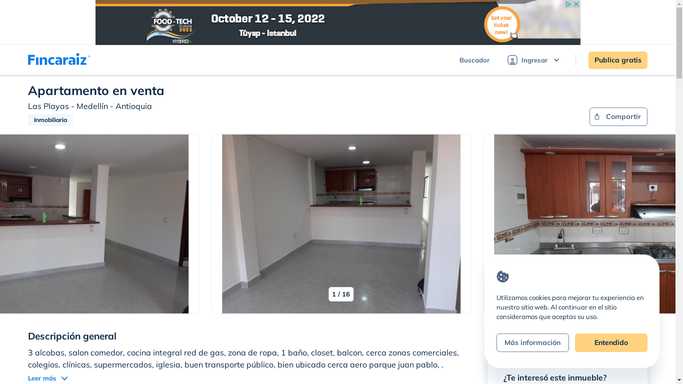 October 12 - 15, 2022
FOOD - TECH
Tüyap - Istanbul
Get your
ticket
now!
Fincaraiz
Buscador
Ingresar
Publica gratis
Apartamento en venta
Las Playas - Medellín - Antioquia
Inmobiliaria
Compartir
1 / 16
Utilizamos cookies para mejorar tu experiencia en
nuestro sitio web. Al continuar en el sitio
consideramos que aceptas su uso.
Más información
Entendido
Descripción general
3 alcobas, salon comedor, cocina integral red de gas, zona de ropa, 1 baño, closet, balcon, cerca zonas comerciales,
colegios, clínicas, supermercados, iglesia, buen transporte público, bien ubicado cerca aero parque juan pablo, .
Leer más
¿Te interesó este inmueble?